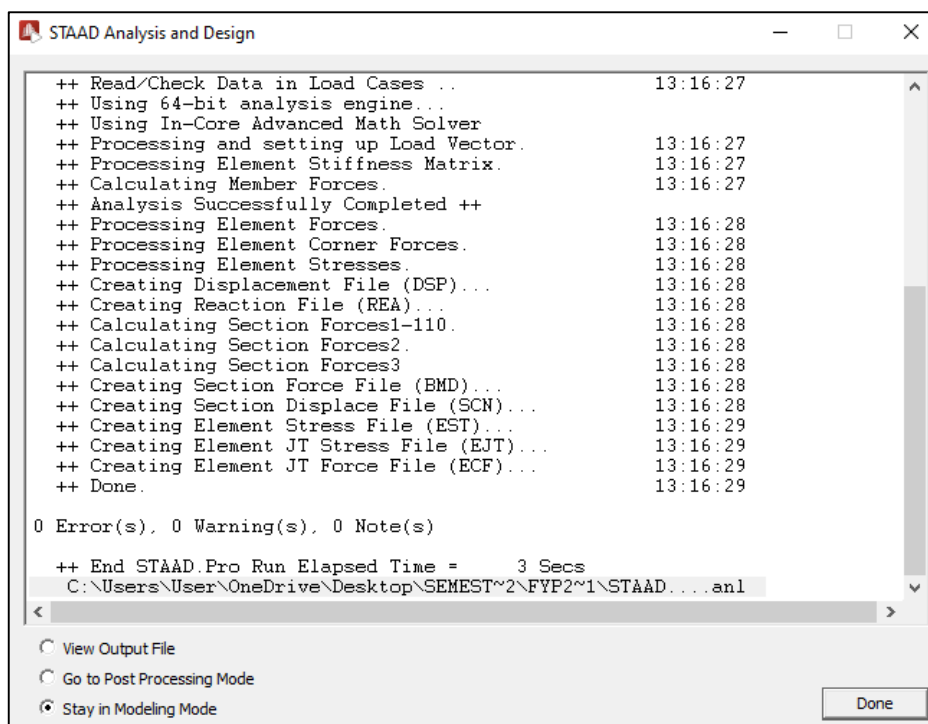 STAAD Analysis and Design
++ Read/Check Data in Load Cases .. 13:16:27
++ Using 64-bit analysis engine...
++ Using In-Core Advanced Math Solver
++ Processing and setting up Load Vector. 13:16:27
++ Processing Element Stiffness Matrix. 13:16:27
++ Calculating Member Forces. 13:16:27
++ Analysis Successfully Completed ++
++ Processing Element Forces. 13:16:28
++ Processing Element Corner Forces. 13:16:28
++ Processing Element Stresses. 13:16:28
++ Creating Displacement File (DSP)... 13:16:28
++ Creating Reaction File (REA)... 13:16:28
++ Calculating Section Forces1-110. 13:16:28
++ Calculating Section Forces2. 13:16:28
++ Calculating Section Forces3 13:16:28
++ Creating Section Force File (BMD)... 13:16:28
++ Creating Section Displace File (SCN)... 13:16:28
++ Creating Element Stress File (EST)... 13:16:29
++ Creating Element JT Stress File (EJT)... 13:16:29
++ Creating Element JT Force File (ECF)... 13:16:29
++ Done. 13:16:29
0 Error(s), 0 Warning(s), 0 Note(s)
++ End STAAD.Pro Run Elapsed Time = 3 Secs
C:\Users\User\OneDrive\Desktop\SEMEST~2\FYP2~1\STAAD....anl
View Output File
Go to Post Processing Mode
Stay in Modeling Mode
Done